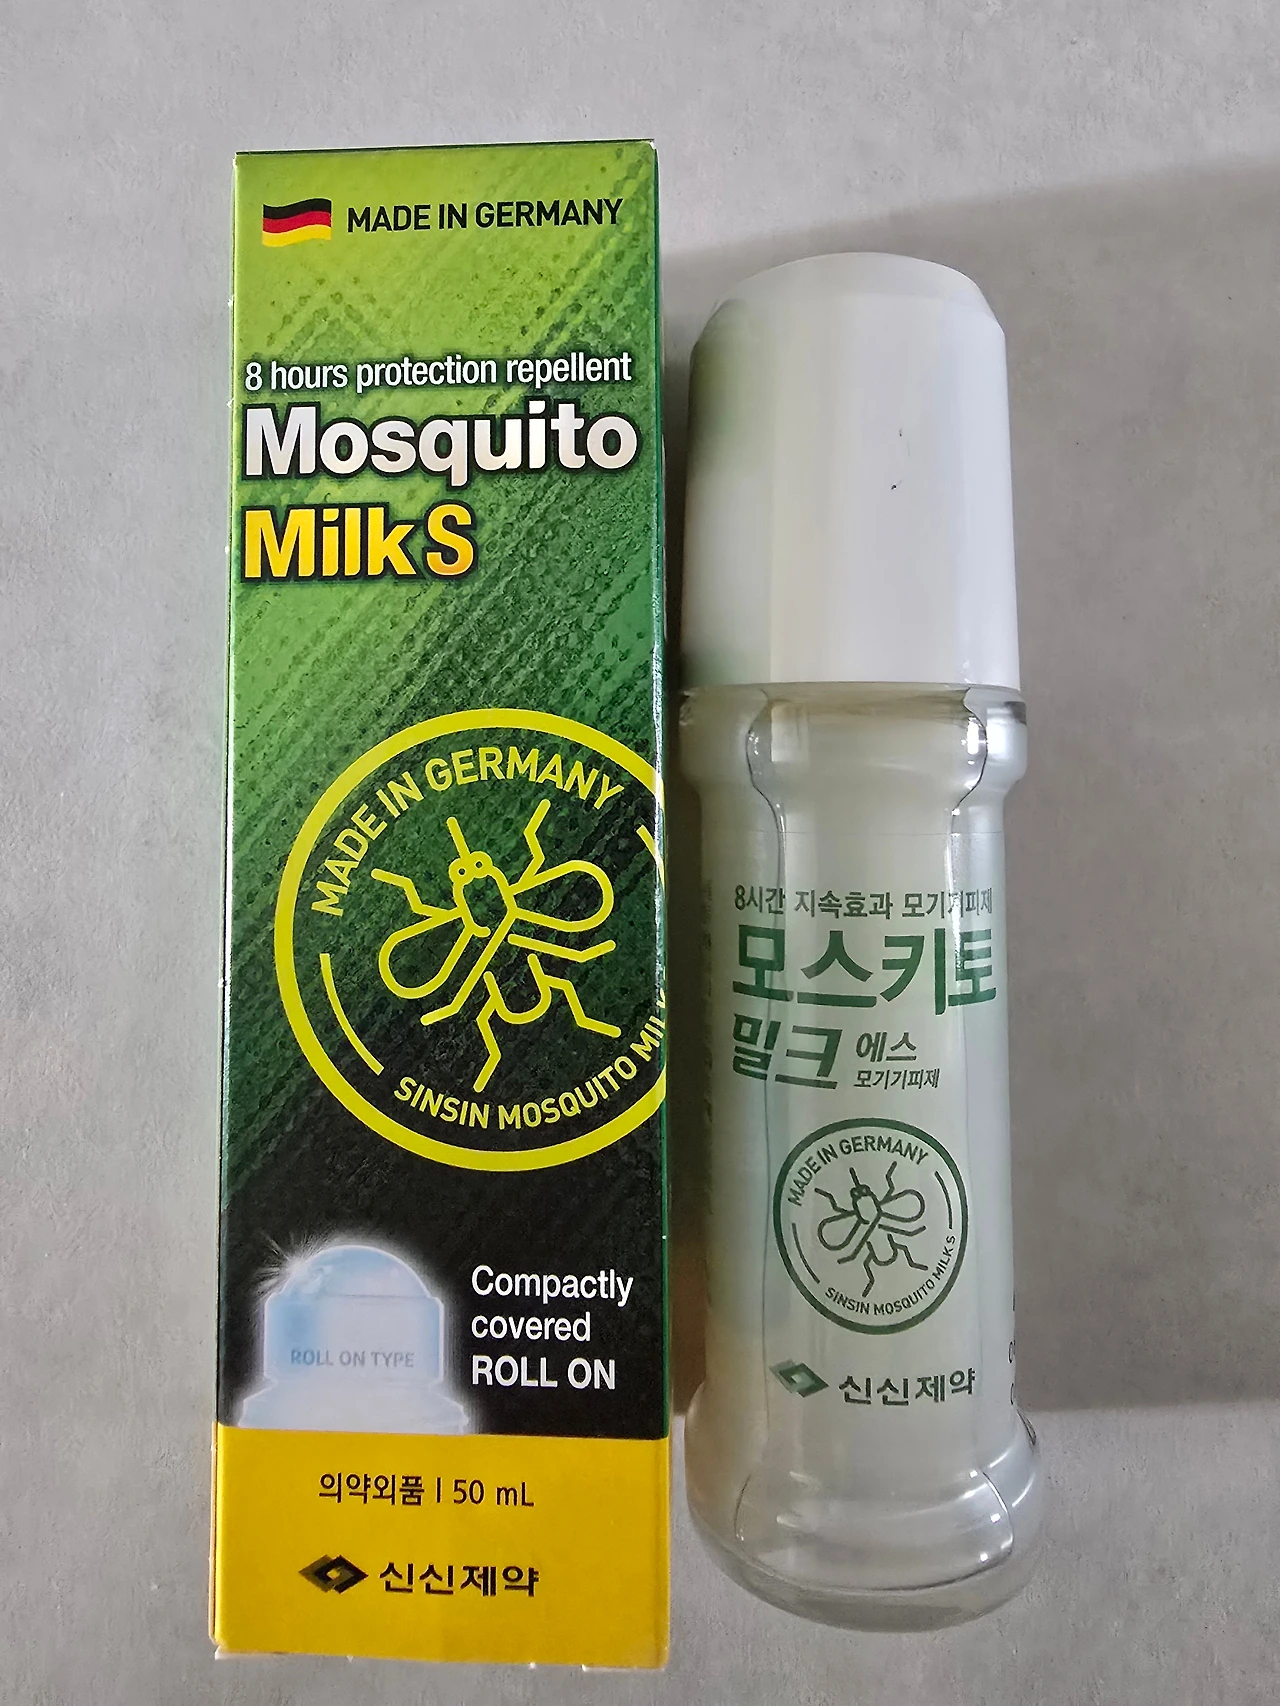 MADE IN GERMANY
8 hours protection repellent
Mosquito
Milk S
MADE IN GERMANY
SINSIN MOSQUITO
ROLL ON TYPE
Compactly
covered
ROLL ON
의약외품 | 50 mL
신신제약
8시간 지속효과 모기기피제
모스키토
밀크 에스
모기기피제
MADE IN GERMANY
SINSIN MOSQUITO MILK S
신신제약